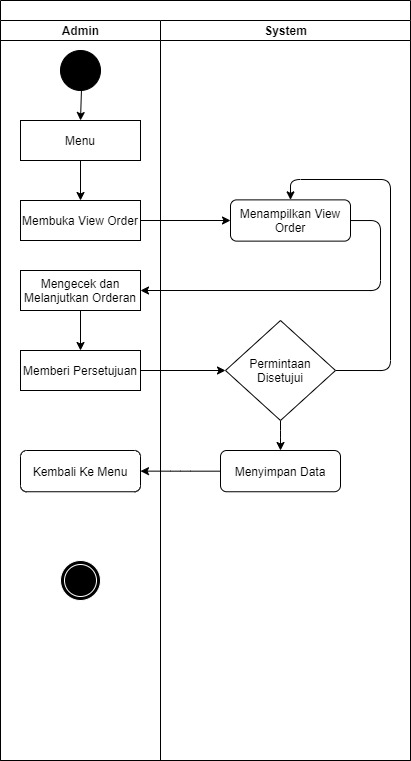 Admin
System
Menu
Membuka View Order
Menampilkan View
Order
Mengecek dan
Melanjutkan Orderan
Memberi Persetujuan
Permintaan
Disetujui
Kembali Ke Menu
Menyimpan Data